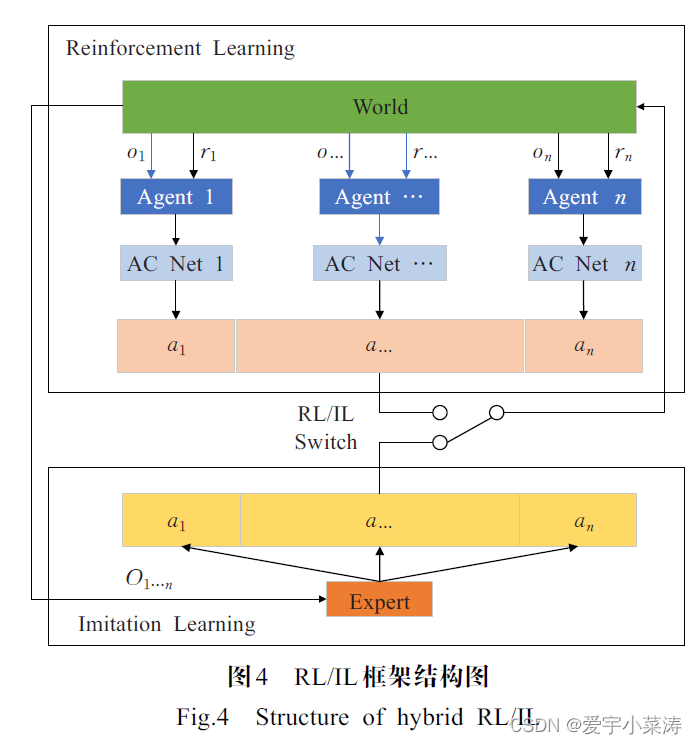 Reinforcement Learning
World
o1 r1 o... r... on rn
Agent 1 Agent ··· Agent n
AC Net 1 AC Net ··· AC Net n
a1 a... an
RL/IL
Switch
a1 a... an
O1···n
Expert
Imitation Learning
图4 RL/IL框架结构图
Fig.4 Structure of hybrid RL/IL
CSDN @爱宇小菜涛